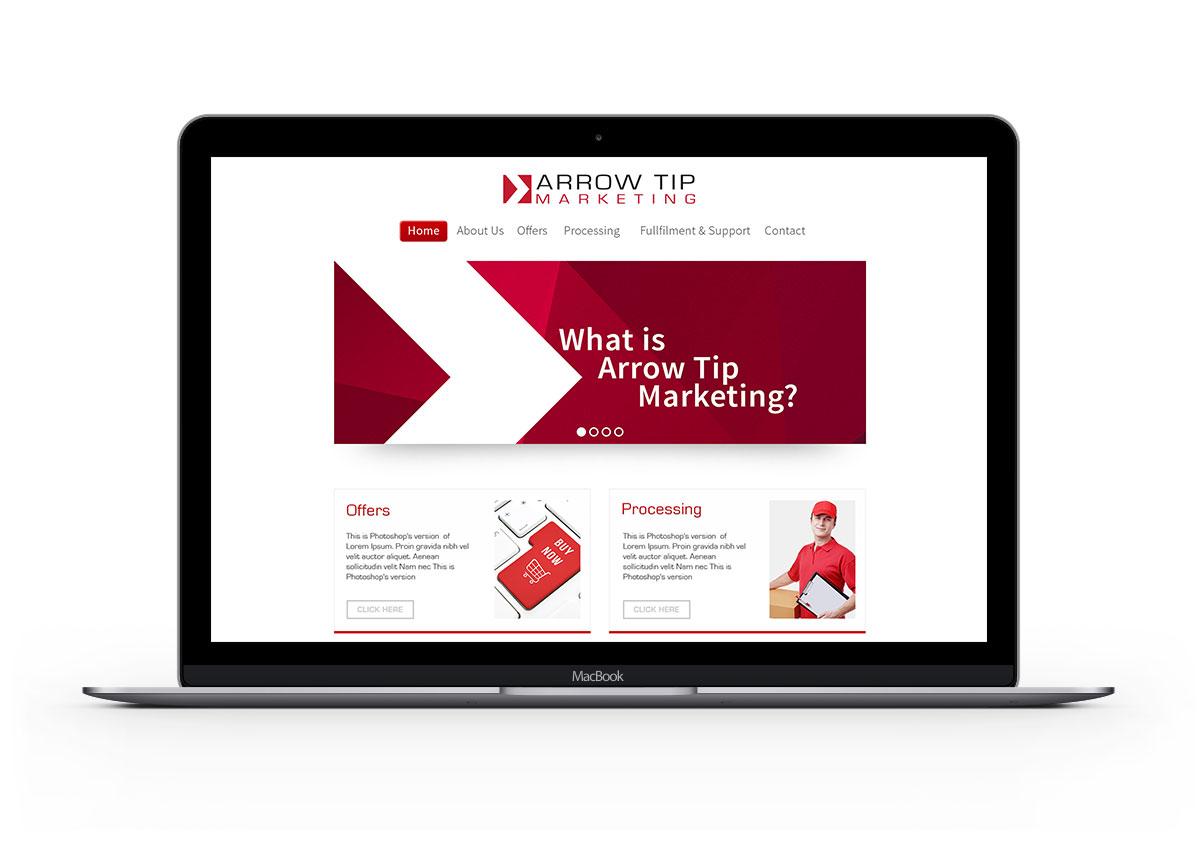 ARROW TIP
MARKETING
Home About Us Offers Processing Fullfilment & Support Contact
What is
Arrow Tip
Marketing?
Offers
This is Photoshop's version of
Lorem Ipsum. Proin gravida nibh vel
velit auctor aliquet. Aenean
sollicitudin velit Nam nec This is
Photoshop's version
CLICK HERE
BUY
NOW
Processing
This is Photoshop's version of
Lorem Ipsum. Proin gravida nibh vel
velit auctor aliquet. Aenean
sollicitudin velit Nam nec This is
Photoshop's version
CLICK HERE
MacBook